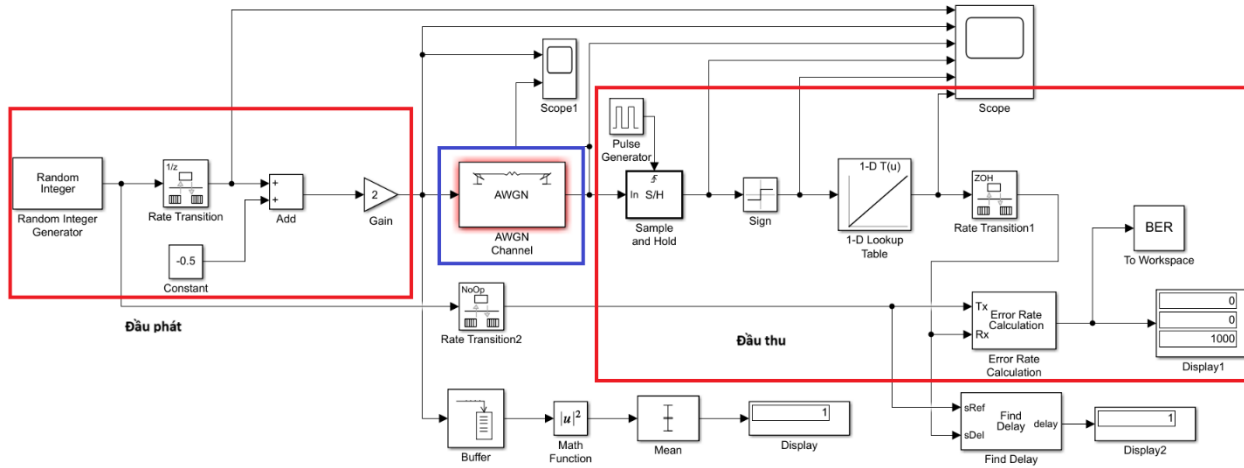 Scope1
Scope
Pulse
Generator
Random
Integer
Random Integer
Generator
1/z
Rate Transition
+
+
Add
2
Gain
-0.5
Constant
AWGN
AWGN
Channel
In
S/H
Sample
and Hold
Sign
1-D T(u)
1-D Lookup
Table
ZOH
Rate Transition1
BER
To Workspace
Đầu phát
NoOp
Rate Transition2
Đầu thu
Tx
Rx
Error Rate
Calculation
Error Rate
Calculation
0
0
1000
Display1
Buffer
|u|²
Math
Function
Mean
1
Display
sRef
sDel
Find
Delay
delay
Find Delay
1
Display2